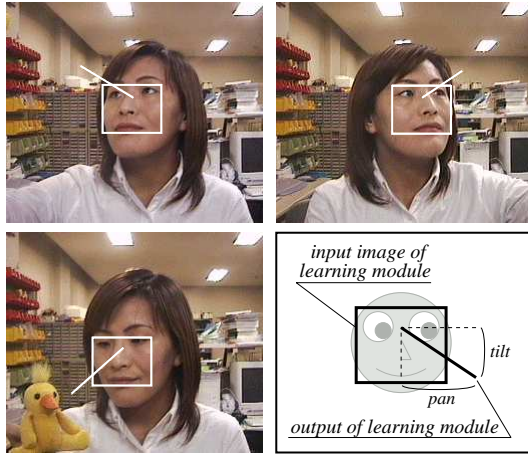 input image of
learning module
tilt
pan
output of learning module